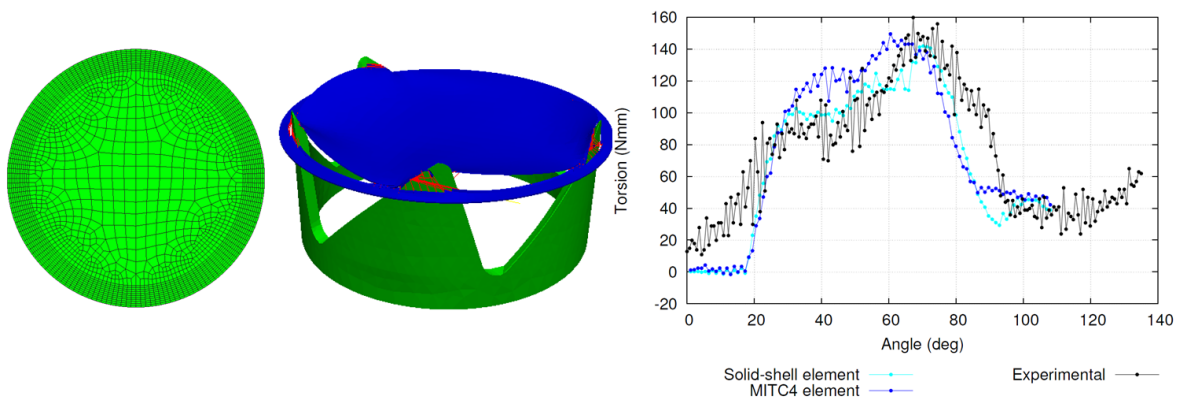 160
140
120
100
80
60
40
20
0
-20
Torsion (Nmm)
0 20 40 60 80 100 120 140
Angle (deg)
Solid-shell element Experimental
MITC4 element